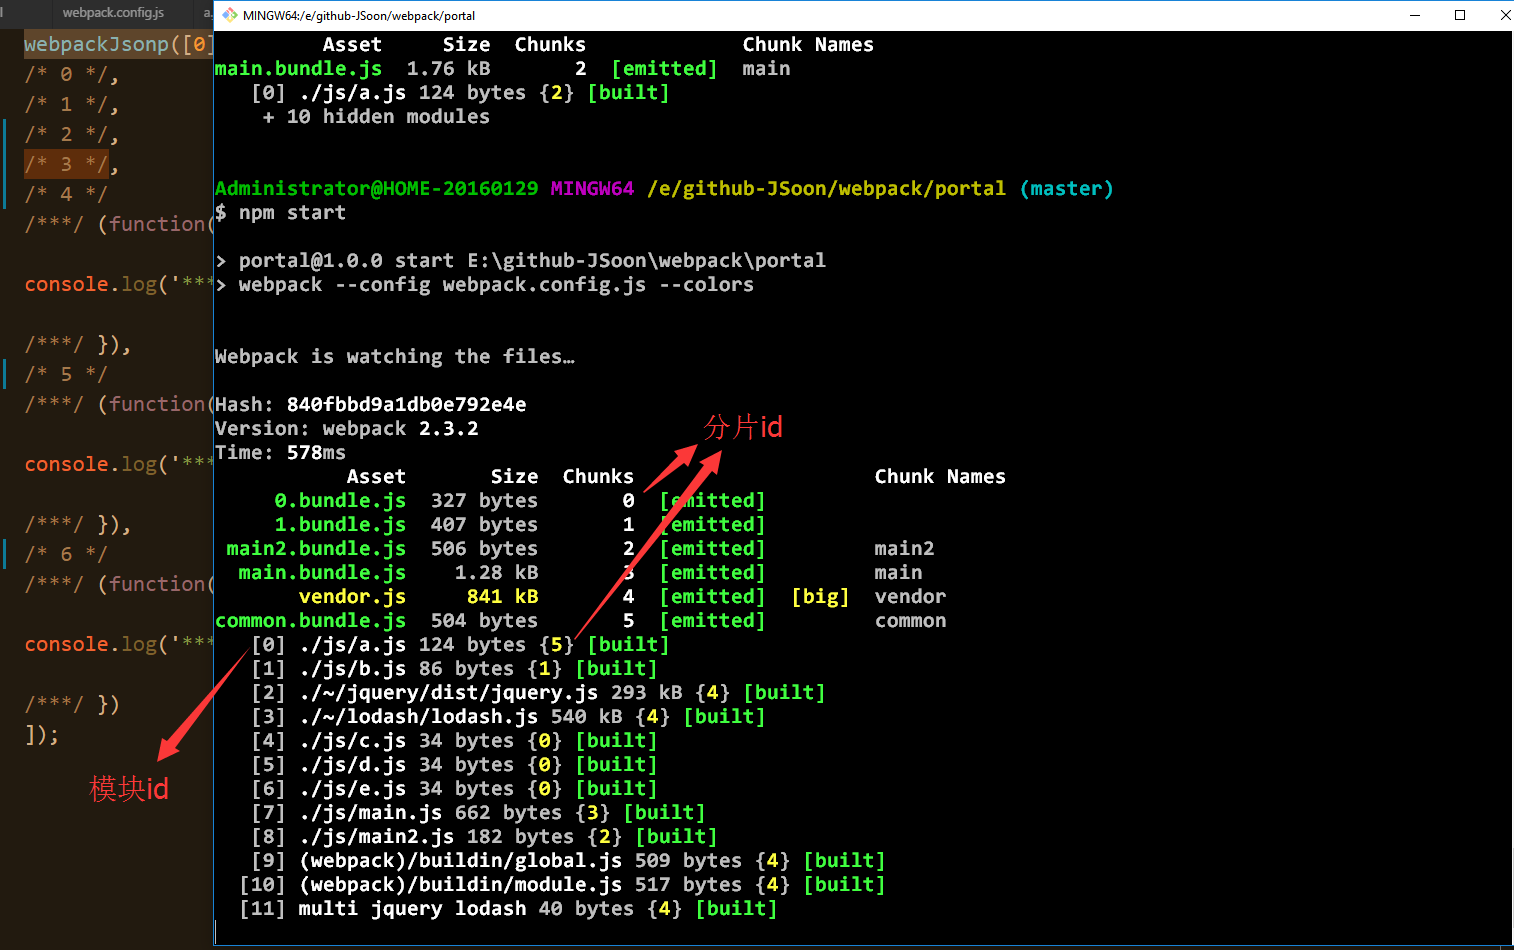 webpack.config.js
a.
MINGW64:/e/github-JSoon/webpack/portal
webpackJsonp([0]
/* 0 */,
/* 1 */,
/* 2 */,
/* 3 */,
/* 4 */
/***/ (function(
console.log('***
/***/ }),
/* 5 */
/***/ (function(
console.log('***
/***/ }),
/* 6 */
/***/ (function(
console.log('***
/***/ })
]);
Asset Size Chunks Chunk Names
main.bundle.js 1.76 kB 2 [emitted] main
[0] ./js/a.js 124 bytes {2} [built]
+ 10 hidden modules
Administrator@HOME-20160129 MINGW64 /e/github-JSoon/webpack/portal (master)
$ npm start
> portal@1.0.0 start E:\github-JSoon\webpack\portal
> webpack --config webpack.config.js --colors
Webpack is watching the files…
Hash: 840fbbd9a1db0e792e4e
Version: webpack 2.3.2
Time: 578ms
Asset Size Chunks Chunk Names
0.bundle.js 327 bytes 0 [emitted]
1.bundle.js 407 bytes 1 [emitted]
main2.bundle.js 506 bytes 2 [emitted] main2
main.bundle.js 1.28 kB 3 [emitted] main
vendor.js 841 kB 4 [emitted] [big] vendor
common.bundle.js 504 bytes 5 [emitted] common
[0] ./js/a.js 124 bytes {5} [built]
[1] ./js/b.js 86 bytes {1} [built]
[2] ./~/jquery/dist/jquery.js 293 kB {4} [built]
[3] ./~/lodash/lodash.js 540 kB {4} [built]
[4] ./js/c.js 34 bytes {0} [built]
[5] ./js/d.js 34 bytes {0} [built]
[6] ./js/e.js 34 bytes {0} [built]
[7] ./js/main.js 662 bytes {3} [built]
[8] ./js/main2.js 182 bytes {2} [built]
[9] (webpack)/buildin/global.js 509 bytes {4} [built]
[10] (webpack)/buildin/module.js 517 bytes {4} [built]
[11] multi jquery lodash 40 bytes {4} [built]
分片id
模块id